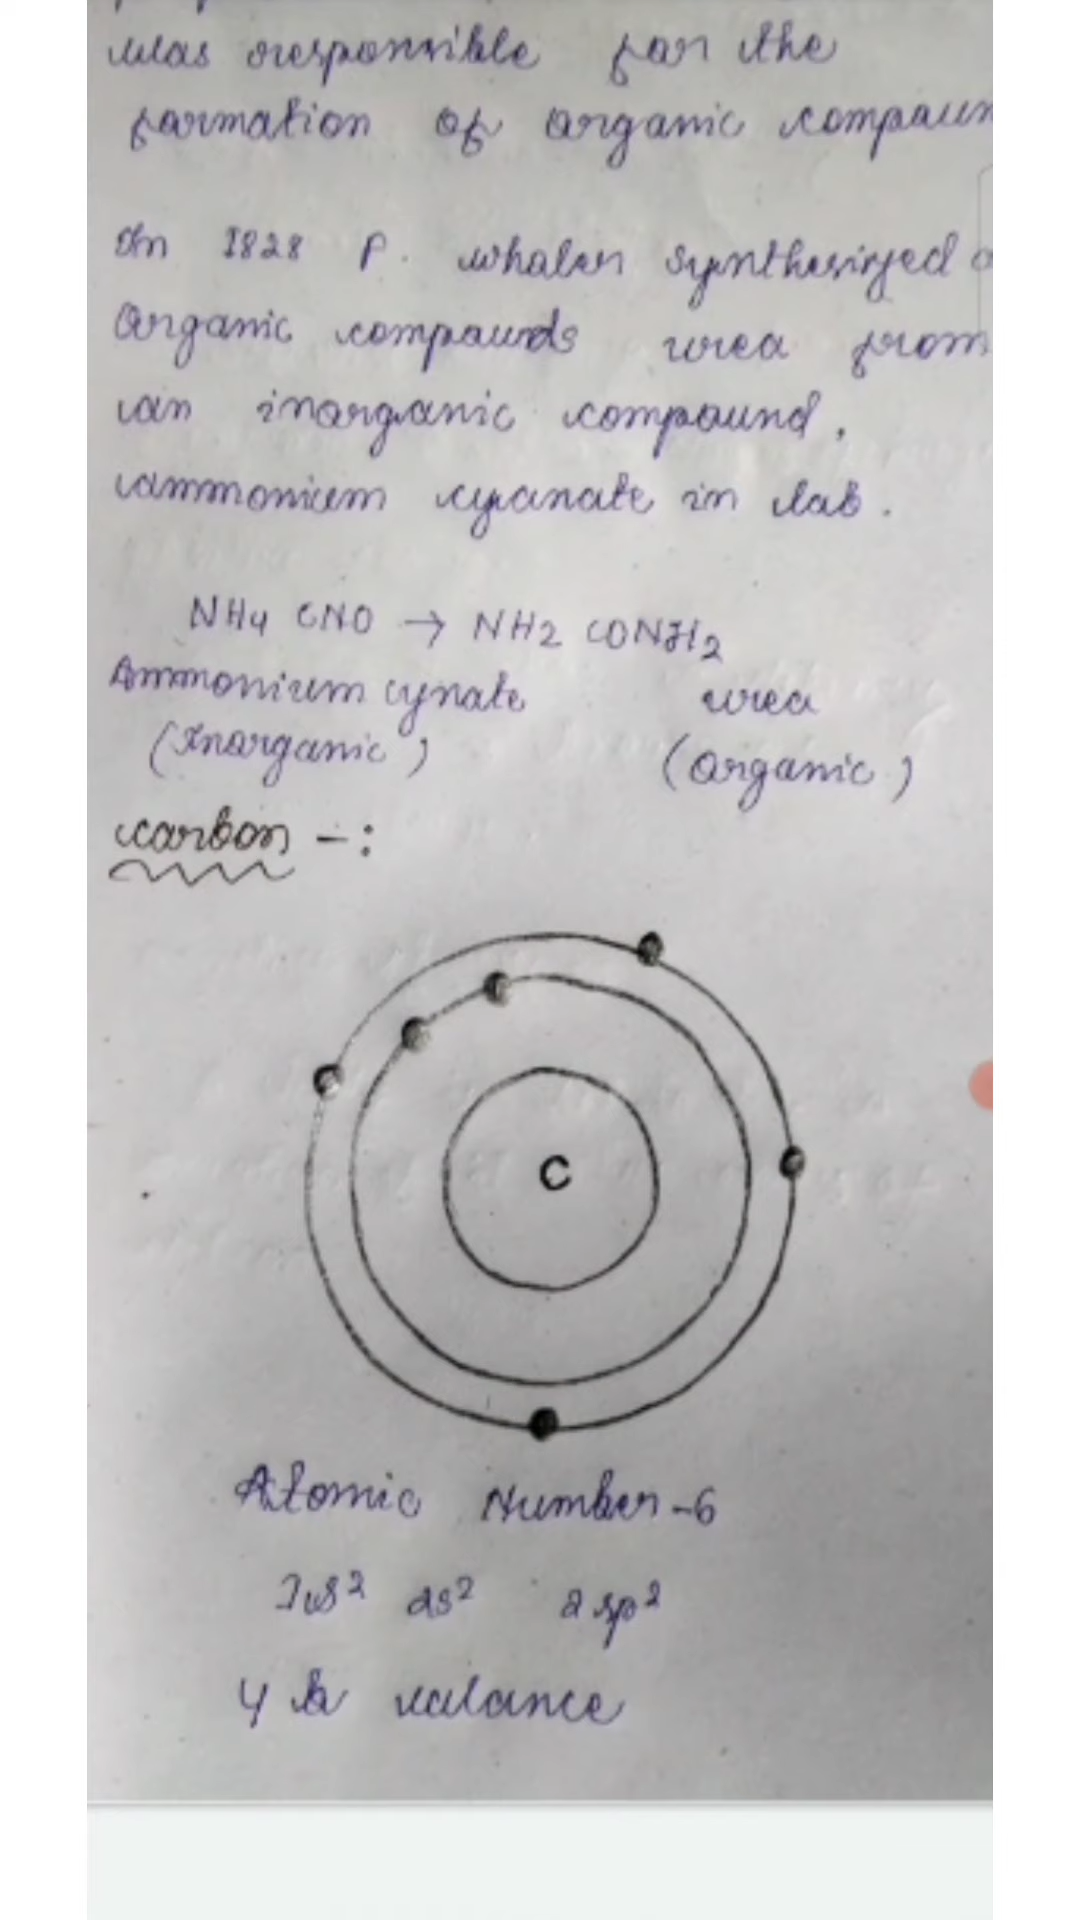 was responsible for the
formation of organic compoun
In 1828 F. whaler synthesized
organic compounds urea from
an inorganic compound,
ammonium cyanate in lab.
NH4 CNO → NH2 CONH2
Ammonium cynate urea
(Inorganic) (organic)
carbon -:
C
Atomic Number -6
1s² 2s² 2sp²
4 valance